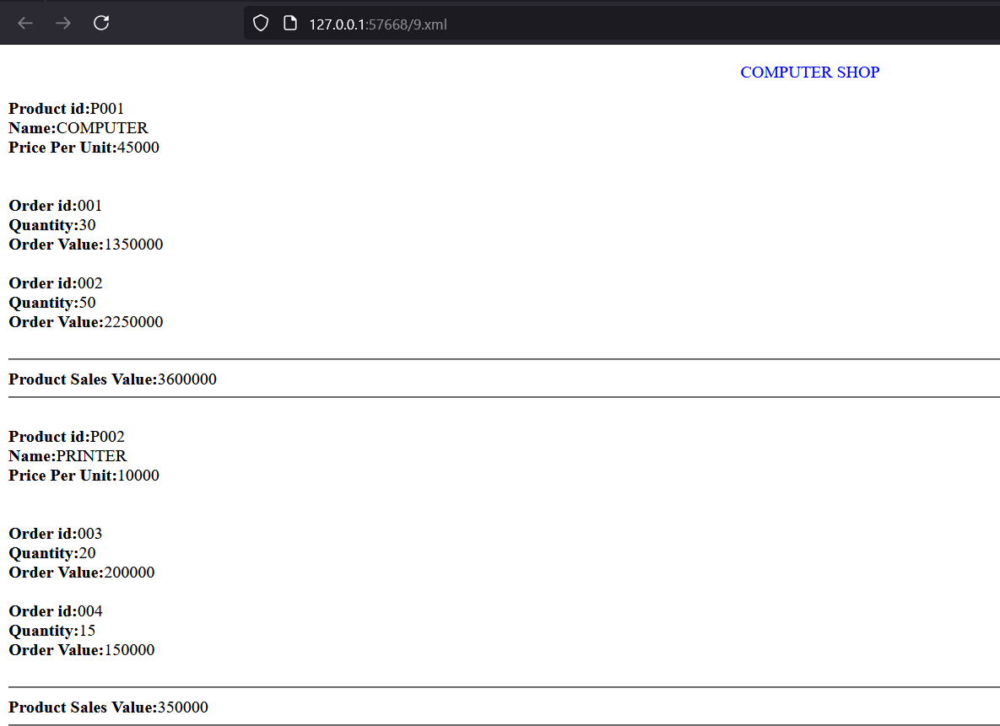 127.0.0.1:57668/9.xml
COMPUTER SHOP
Product id:P001
Name:COMPUTER
Price Per Unit:45000
Order id:001
Quantity:30
Order Value:1350000
Order id:002
Quantity:50
Order Value:2250000
Product Sales Value:3600000
Product id:P002
Name:PRINTER
Price Per Unit:10000
Order id:003
Quantity:20
Order Value:200000
Order id:004
Quantity:15
Order Value:150000
Product Sales Value:350000